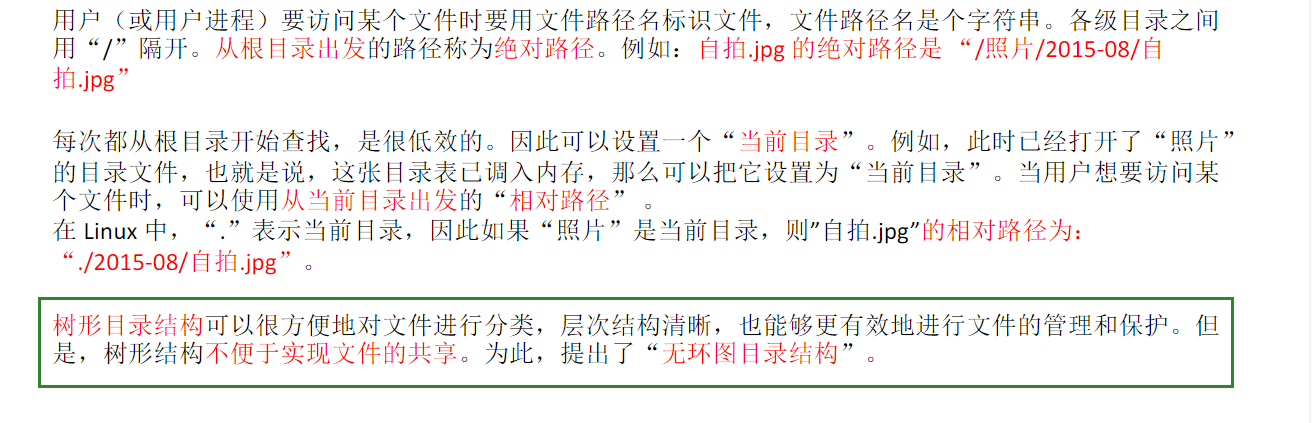 用户（或用户进程）要访问某个文件时要用文件路径名标识文件，文件路径名是个字符串。各级目录之间
用“/”隔开。从根目录出发的路径称为绝对路径。例如：自拍.jpg 的绝对路径是 “/照片/2015-08/自
拍.jpg”
每次都从根目录开始查找，是很低效的。因此可以设置一个“当前目录”。例如，此时已经打开了“照片”
的目录文件，也就是说，这张目录表已调入内存，那么可以把它设置为“当前目录”。当用户想要访问某
个文件时，可以使用从当前目录出发的“相对路径” 。
在 Linux 中，“.”表示当前目录，因此如果“照片”是当前目录，则”自拍.jpg”的相对路径为：
“./2015-08/自拍.jpg”。
树形目录结构可以很方便地对文件进行分类，层次结构清晰，也能够更有效地进行文件的管理和保护。但
是，树形结构不便于实现文件的共享。为此，提出了“无环图目录结构”。